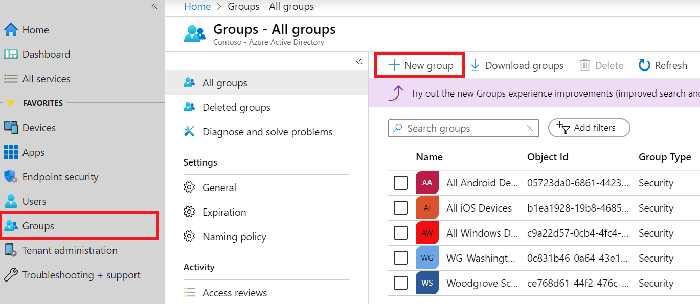 Home
Dashboard
All services
FAVORITES
Devices
Apps
Endpoint security
Users
Groups
Tenant administration
Troubleshooting + support
Home > Groups - All groups
Groups - All groups
Contoso - Azure Active Directory
All groups
Deleted groups
Diagnose and solve problems
Settings
General
Expiration
Naming policy
Activity
Access reviews
New group Download groups Delete Refresh
Try out the new Groups experience improvements (improved search and
Search groups Add filters
Name Object Id Group Type
AA All Android De... 05723da0-6861-4423... Security
AI All iOS Devices b1ea1928-19b8-4685... Security
AW All Windows D... c9a22d57-0cb4-4fc4-... Security
WG WG-Washingt... 0c831b46-0a64-43e1... Security
WS Woodgrove Sc... ce768d61-44f2-476c-... Security